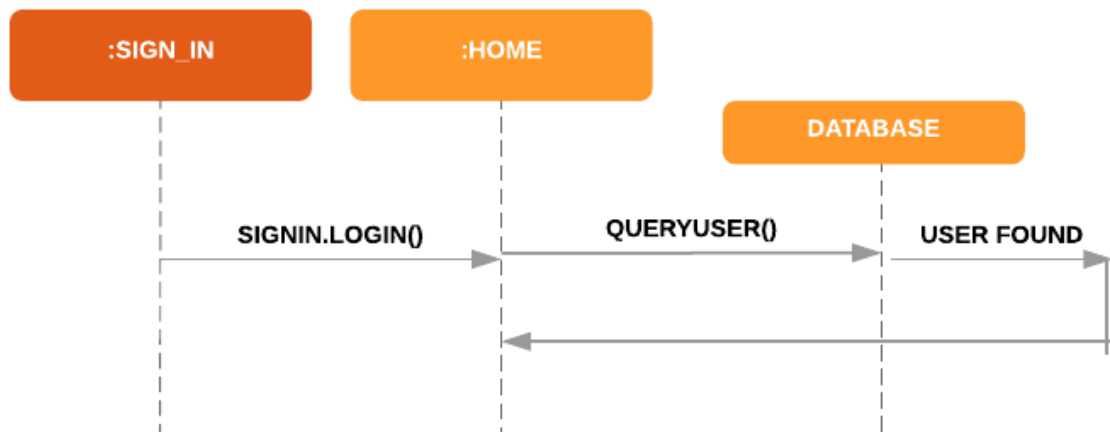 :SIGN_IN
:HOME
DATABASE
SIGNIN.LOGIN()
QUERYUSER()
USER FOUND